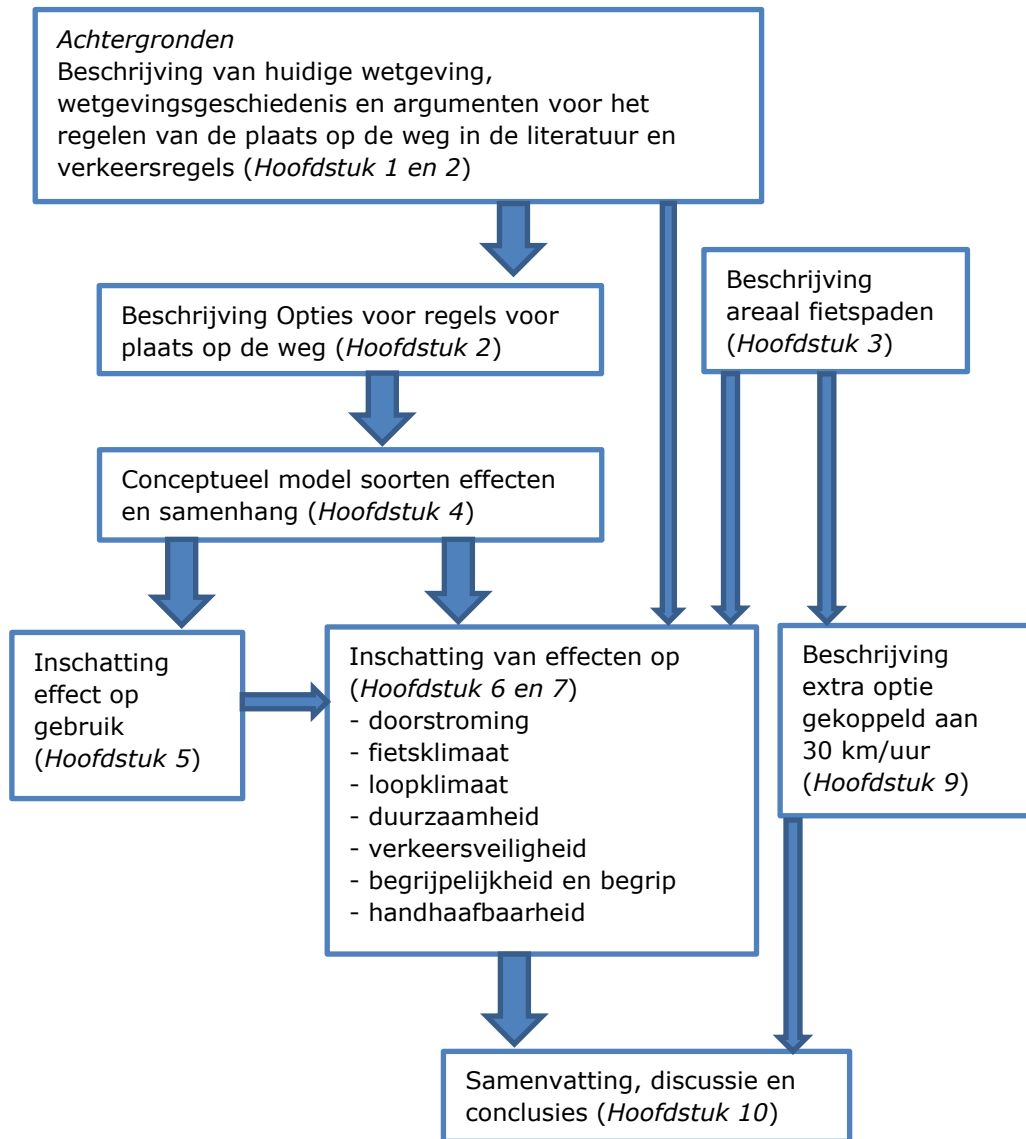 Achtergronden
Beschrijving van huidige wetgeving,
wetgevingsgeschiedenis en argumenten voor het
regelen van de plaats op de weg in de literatuur en
verkeersregels (Hoofdstuk 1 en 2)
Beschrijving Opties voor regels voor
plaats op de weg (Hoofdstuk 2)
Beschrijving
areaal fietspaden
(Hoofdstuk 3)
Conceptueel model soorten effecten
en samenhang (Hoofdstuk 4)
Inschatting
effect op
gebruik
(Hoofdstuk 5)
Inschatting van effecten op
(Hoofdstuk 6 en 7)
- doorstroming
- fietsklimaat
- loopklimaat
- duurzaamheid
- verkeersveiligheid
- begrijpelijkheid en begrip
- handhaafbaarheid
Beschrijving
extra optie
gekoppeld aan
30 km/uur
(Hoofdstuk 9)
Samenvatting, discussie en
conclusies (Hoofdstuk 10)